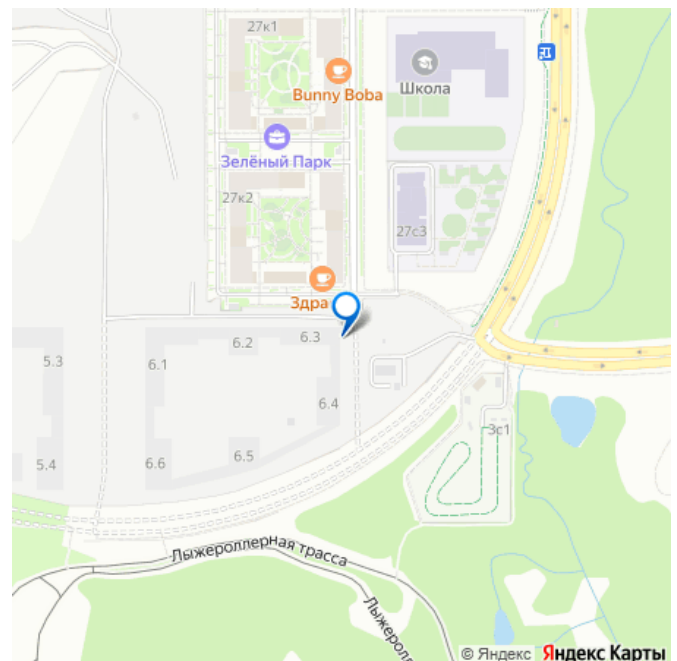 27к1
Bunny Boba
Школа
Зелёный Парк
27к2
27с3
Здра
6.3
6.2
6.1
5.3
6.4
3с1
6.5
6.6
5.4
Лыжероллерная трасса
Лыжеролл
© Яндекс Яндекс Карты